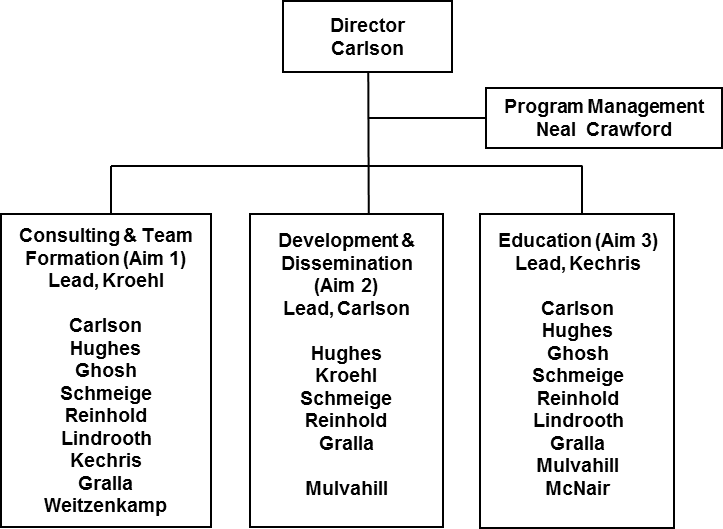 Director
Carlson
Program Management
Neal Crawford
Consulting & Team
Formation (Aim 1)
Lead, Kroehl
Carlson
Hughes
Ghosh
Schmeige
Reinhold
Lindrooth
Kechris
Gralla
Weitzenkamp
Development &
Dissemination
(Aim 2)
Lead, Carlson
Hughes
Kroehl
Schmeige
Reinhold
Gralla
Mulvahill
Education (Aim 3)
Lead, Kechris
Carlson
Hughes
Ghosh
Schmeige
Reinhold
Lindrooth
Gralla
Mulvahill
McNair